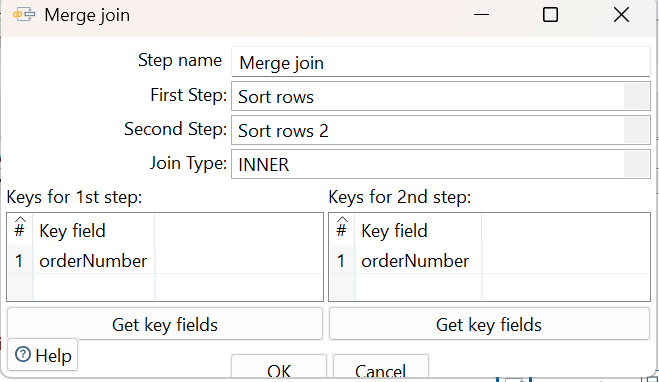 Merge join
Step name Merge join
First Step: Sort rows
Second Step: Sort rows 2
Join Type: INNER
Keys for 1st step: Keys for 2nd step:
# Key field # Key field
1 orderNumber 1 orderNumber
Get key fields Get key fields
Help
OK Cancel